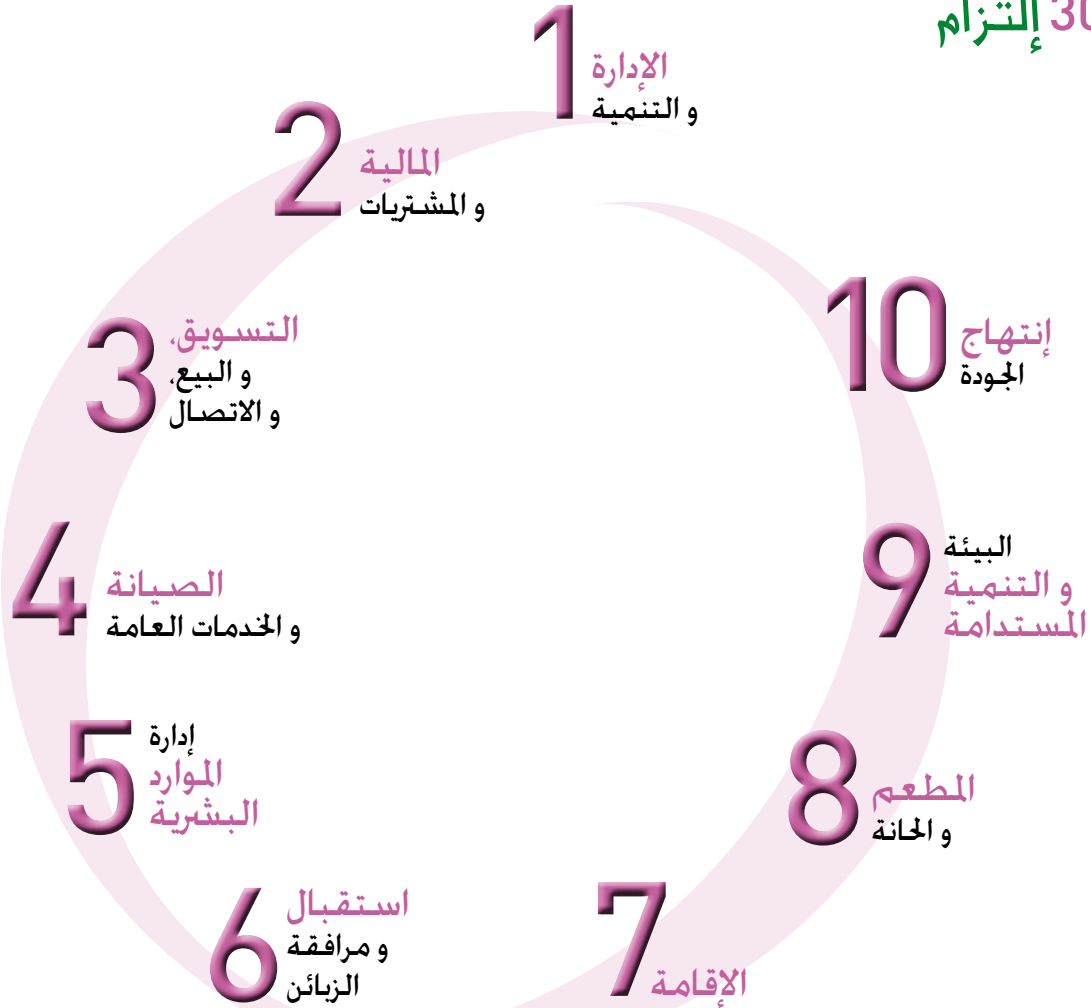 30 إلتزام
1
الإدارة
و التنمية
2
المالية
و المشتريات
3
التسويق،
و البيع،
و الاتصال
4
الصيانة
و الخدمات العامة
5
إدارة
الموارد
البشرية
6
استقبال
و مرافقة
الزبائن
7
الإقامة
8
المطعم
و الحانة
9
البيئة
و التنمية
المستدامة
10
إنتهاج
الجودة